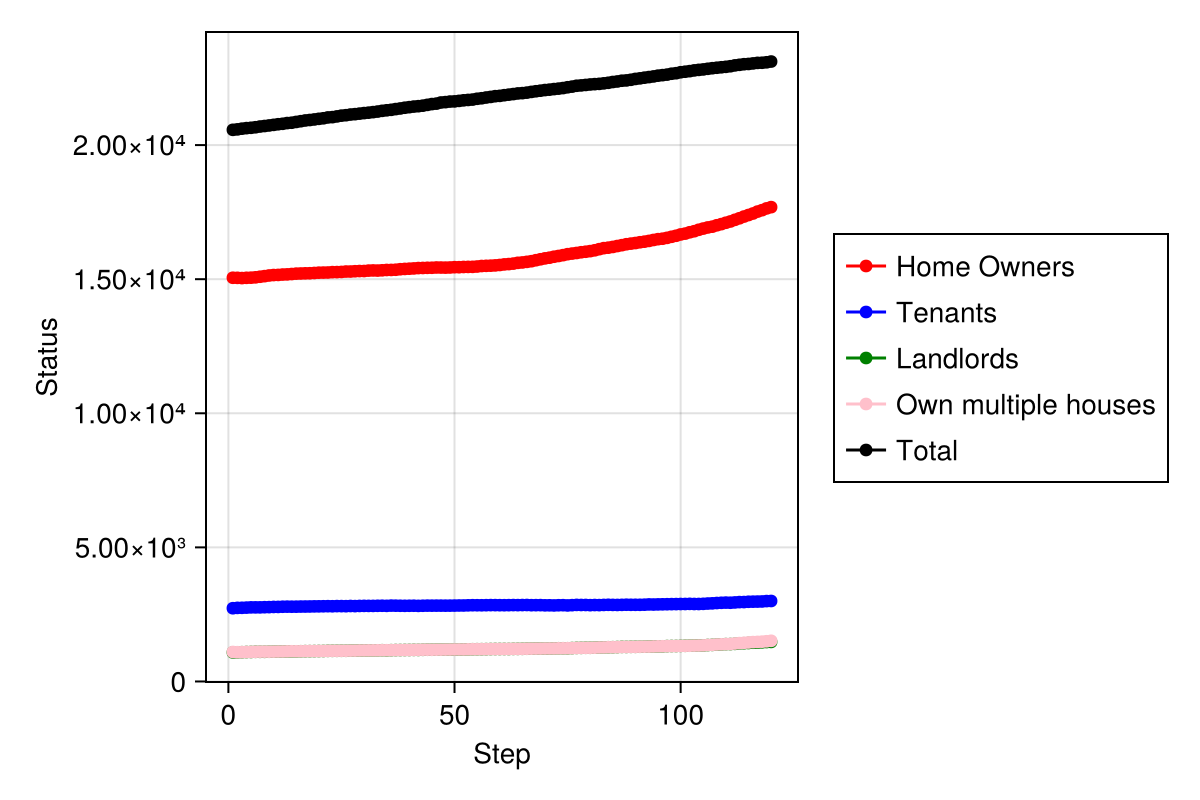 2.00×10⁴
1.50×10⁴
1.00×10⁴
5.00×10³
0
Status
0 50 100
Step
Home Owners
Tenants
Landlords
Own multiple houses
Total